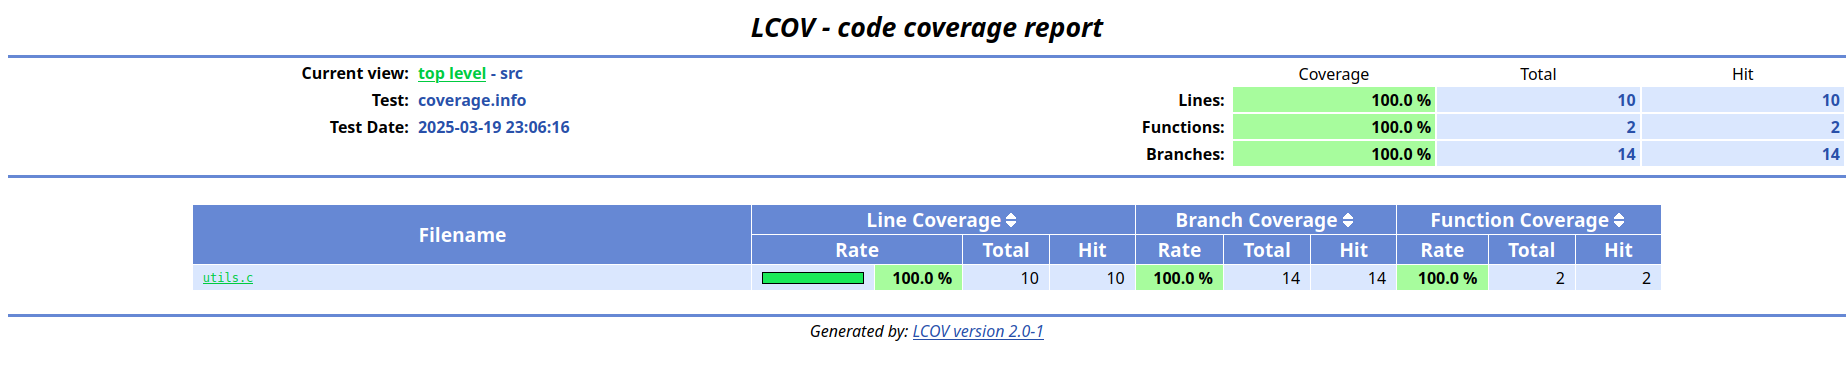 LCOV - code coverage report
Current view: top level - src
Test: coverage.info
Test Date: 2025-03-19 23:06:16
Coverage Total Hit
Lines: 100.0 % 10 10
Functions: 100.0 % 2 2
Branches: 100.0 % 14 14
Filename Line Coverage Branch Coverage Function Coverage
Rate Total Hit Rate Total Hit Rate Total Hit
utils.c 100.0 % 10 10 100.0 % 14 14 100.0 % 2 2
Generated by: LCOV version 2.0-1